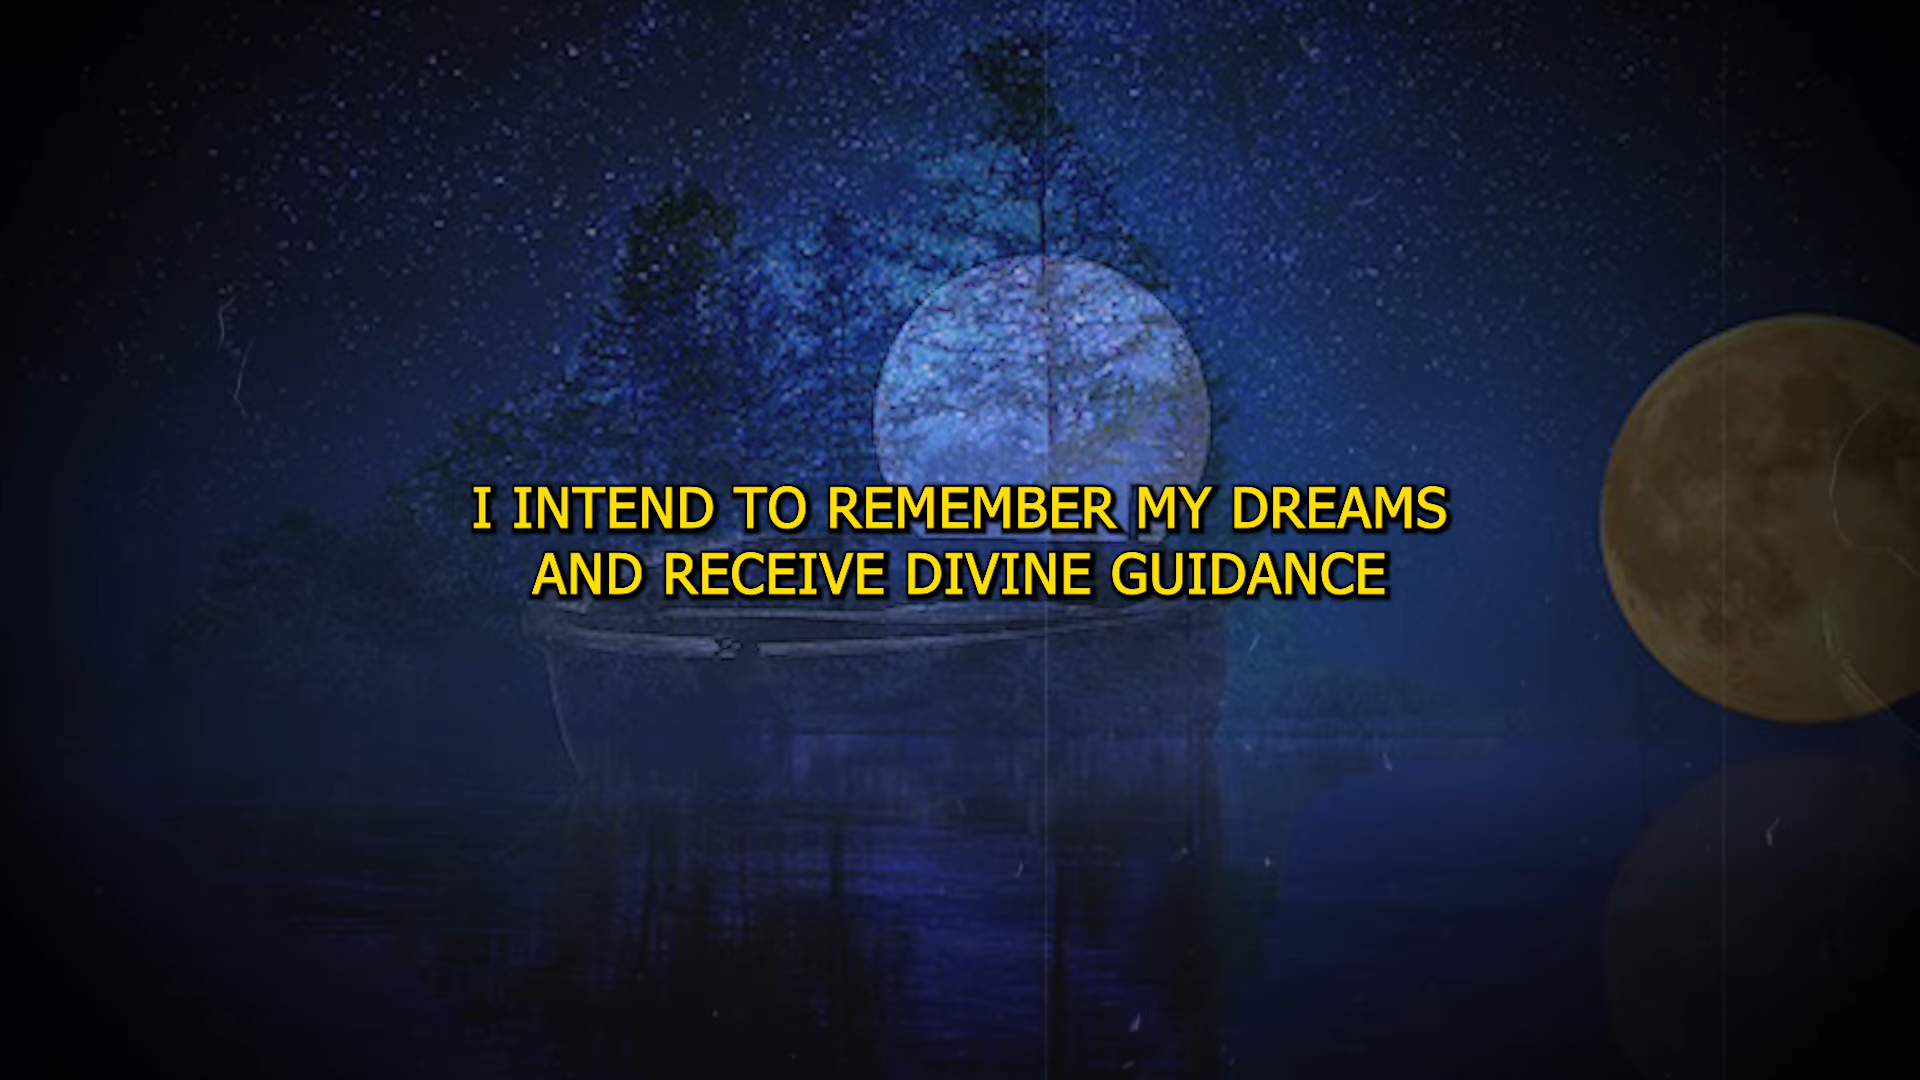 I INTEND TO REMEMBER MY DREAMS
AND RECEIVE DIVINE GUIDANCE